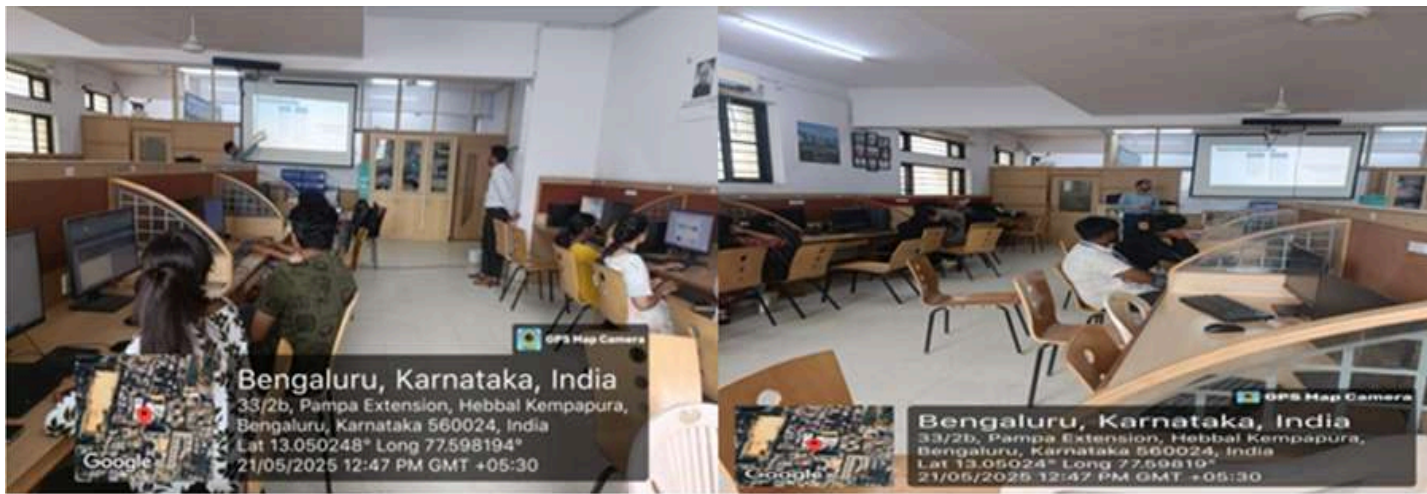 GPS Map Camera
Bengaluru, Karnataka, India
33/2b, Pampa Extension, Hebbal Kempapura,
Bengaluru, Karnataka 560024, India
Lat 13.050248° Long 77.598194°
21/05/2025 12:47 PM GMT +05:30
Google
GPS Map Camera
Bengaluru, Karnataka, India
33/2b, Pampa Extension, Hebbal Kempapura,
Bengaluru, Karnataka 560024, India
Lat 13.05024° Long 77.59819°
21/05/2025 12:47 PM GMT +05:30
Google